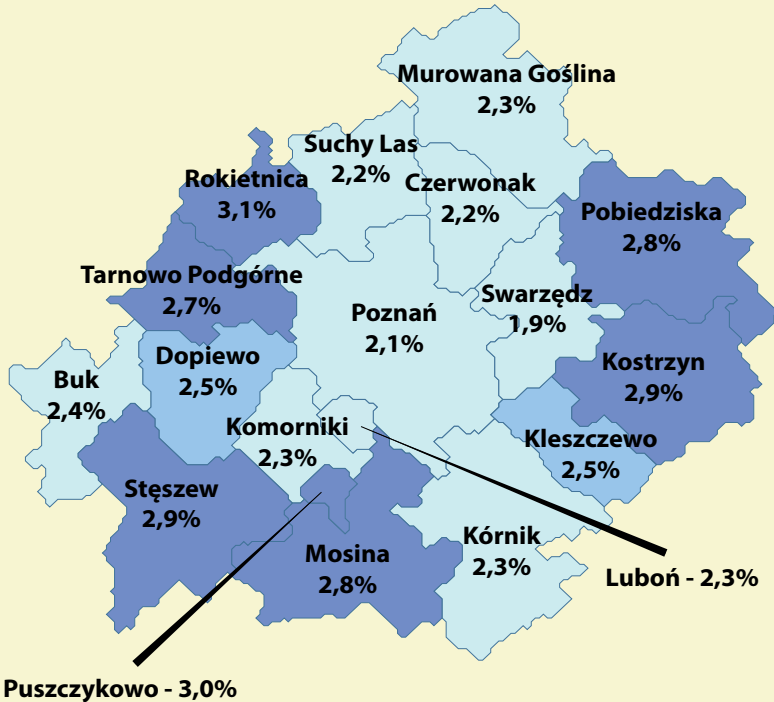 Murowana Goślina
2,3%
Suchy Las
2,2%
Rokietnica
3,1%
Czerwonak
2,2%
Pobiedziska
2,8%
Tarnowo Podgórne
2,7%
Swarzędz
1,9%
Poznań
2,1%
Dopiewo
2,5%
Kostrzyn
2,9%
Buk
2,4%
Komorniki
2,3%
Kleszczewo
2,5%
Stęszew
2,9%
Kórnik
2,3%
Mosina
2,8%
Luboń - 2,3%
Puszczykowo - 3,0%